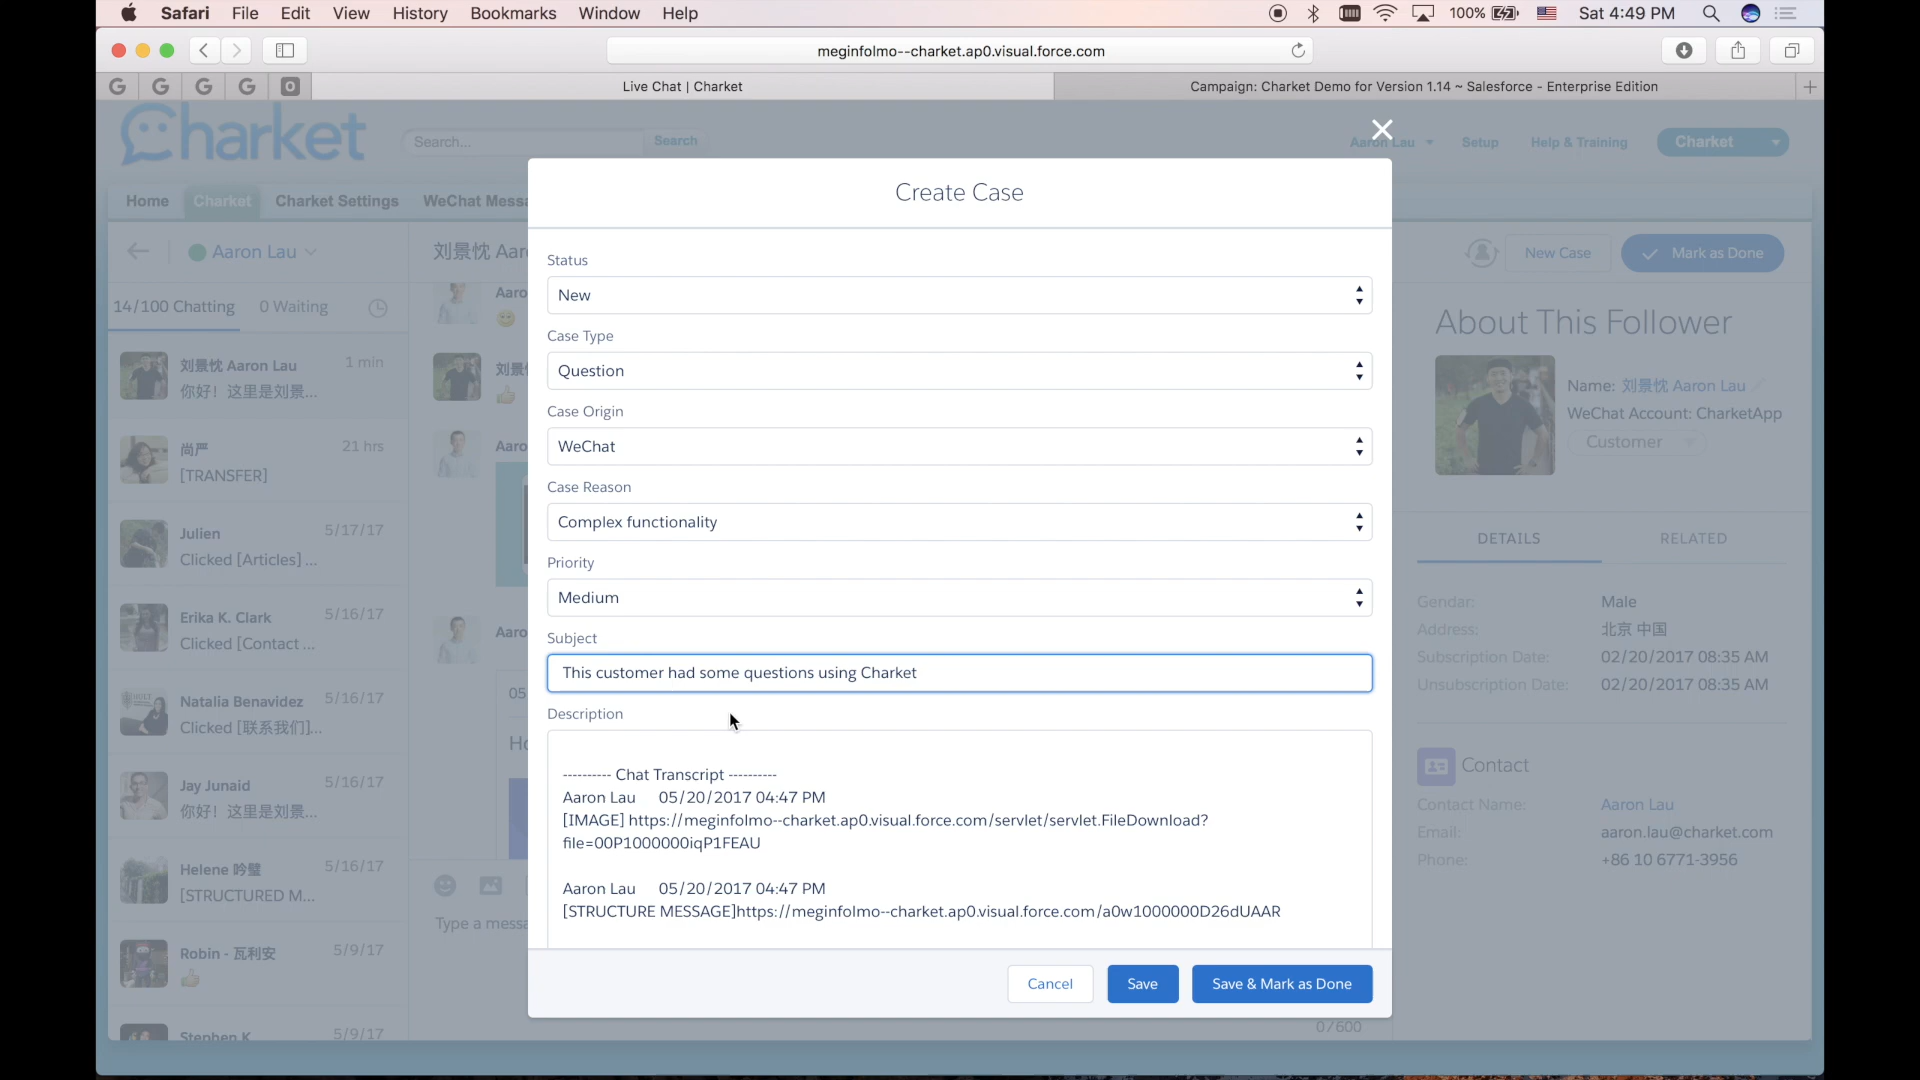 Safari File Edit View History Bookmarks Window Help 100% Sat 4:49 PM
meginfolmo--charket.ap0.visual.force.com
G G G G O Live Chat | Charket Campaign: Charket Demo for Version 1.14 ~ Salesforce - Enterprise Edition
Charket Search... Search Aaron Lau Setup Help & Training Charket
Home Charket Charket Settings WeChat Messa
Aaron Lau
14/100 Chatting 0 Waiting
刘景忱 Aaron Lau 1 min
你好！这里是刘景...
尚严 21 hrs
[TRANSFER]
Julien 5/17/17
Clicked [Articles]...
Erika K. Clark 5/16/17
Clicked [Contact ...
Natalia Benavidez 5/16/17
Clicked [联系我们]...
Jay Junaid 5/16/17
你好！这里是刘景...
Helene 吟璧 5/16/17
[STRUCTURED M...
Robin - 瓦利安 5/9/17
Stephen K 5/9/17
刘景忱 Aar
Aaro
刘景
Aaro
Aaro
05
Ho
Type a messa
0/600
Create Case
Status
New
Case Type
Question
Case Origin
WeChat
Case Reason
Complex functionality
Priority
Medium
Subject
This customer had some questions using Charket
Description
---------- Chat Transcript ----------
Aaron Lau 05/20/2017 04:47 PM
[IMAGE] https://meginfolmo--charket.ap0.visual.force.com/servlet/servlet.FileDownload?
file=00P1000000iqP1FEAU
Aaron Lau 05/20/2017 04:47 PM
[STRUCTURE MESSAGE]https://meginfolmo--charket.ap0.visual.force.com/a0w1000000D26dUAAR
Cancel Save Save & Mark as Done
New Case Mark as Done
About This Follower
Name: 刘景忱 Aaron Lau
WeChat Account: CharketApp
Customer
DETAILS RELATED
Gendar: Male
Address: 北京 中国
Subscription Date: 02/20/2017 08:35 AM
Unsubscription Date: 02/20/2017 08:35 AM
Contact
Contact Name: Aaron Lau
Email: aaron.lau@charket.com
Phone: +86 10 6771-3956